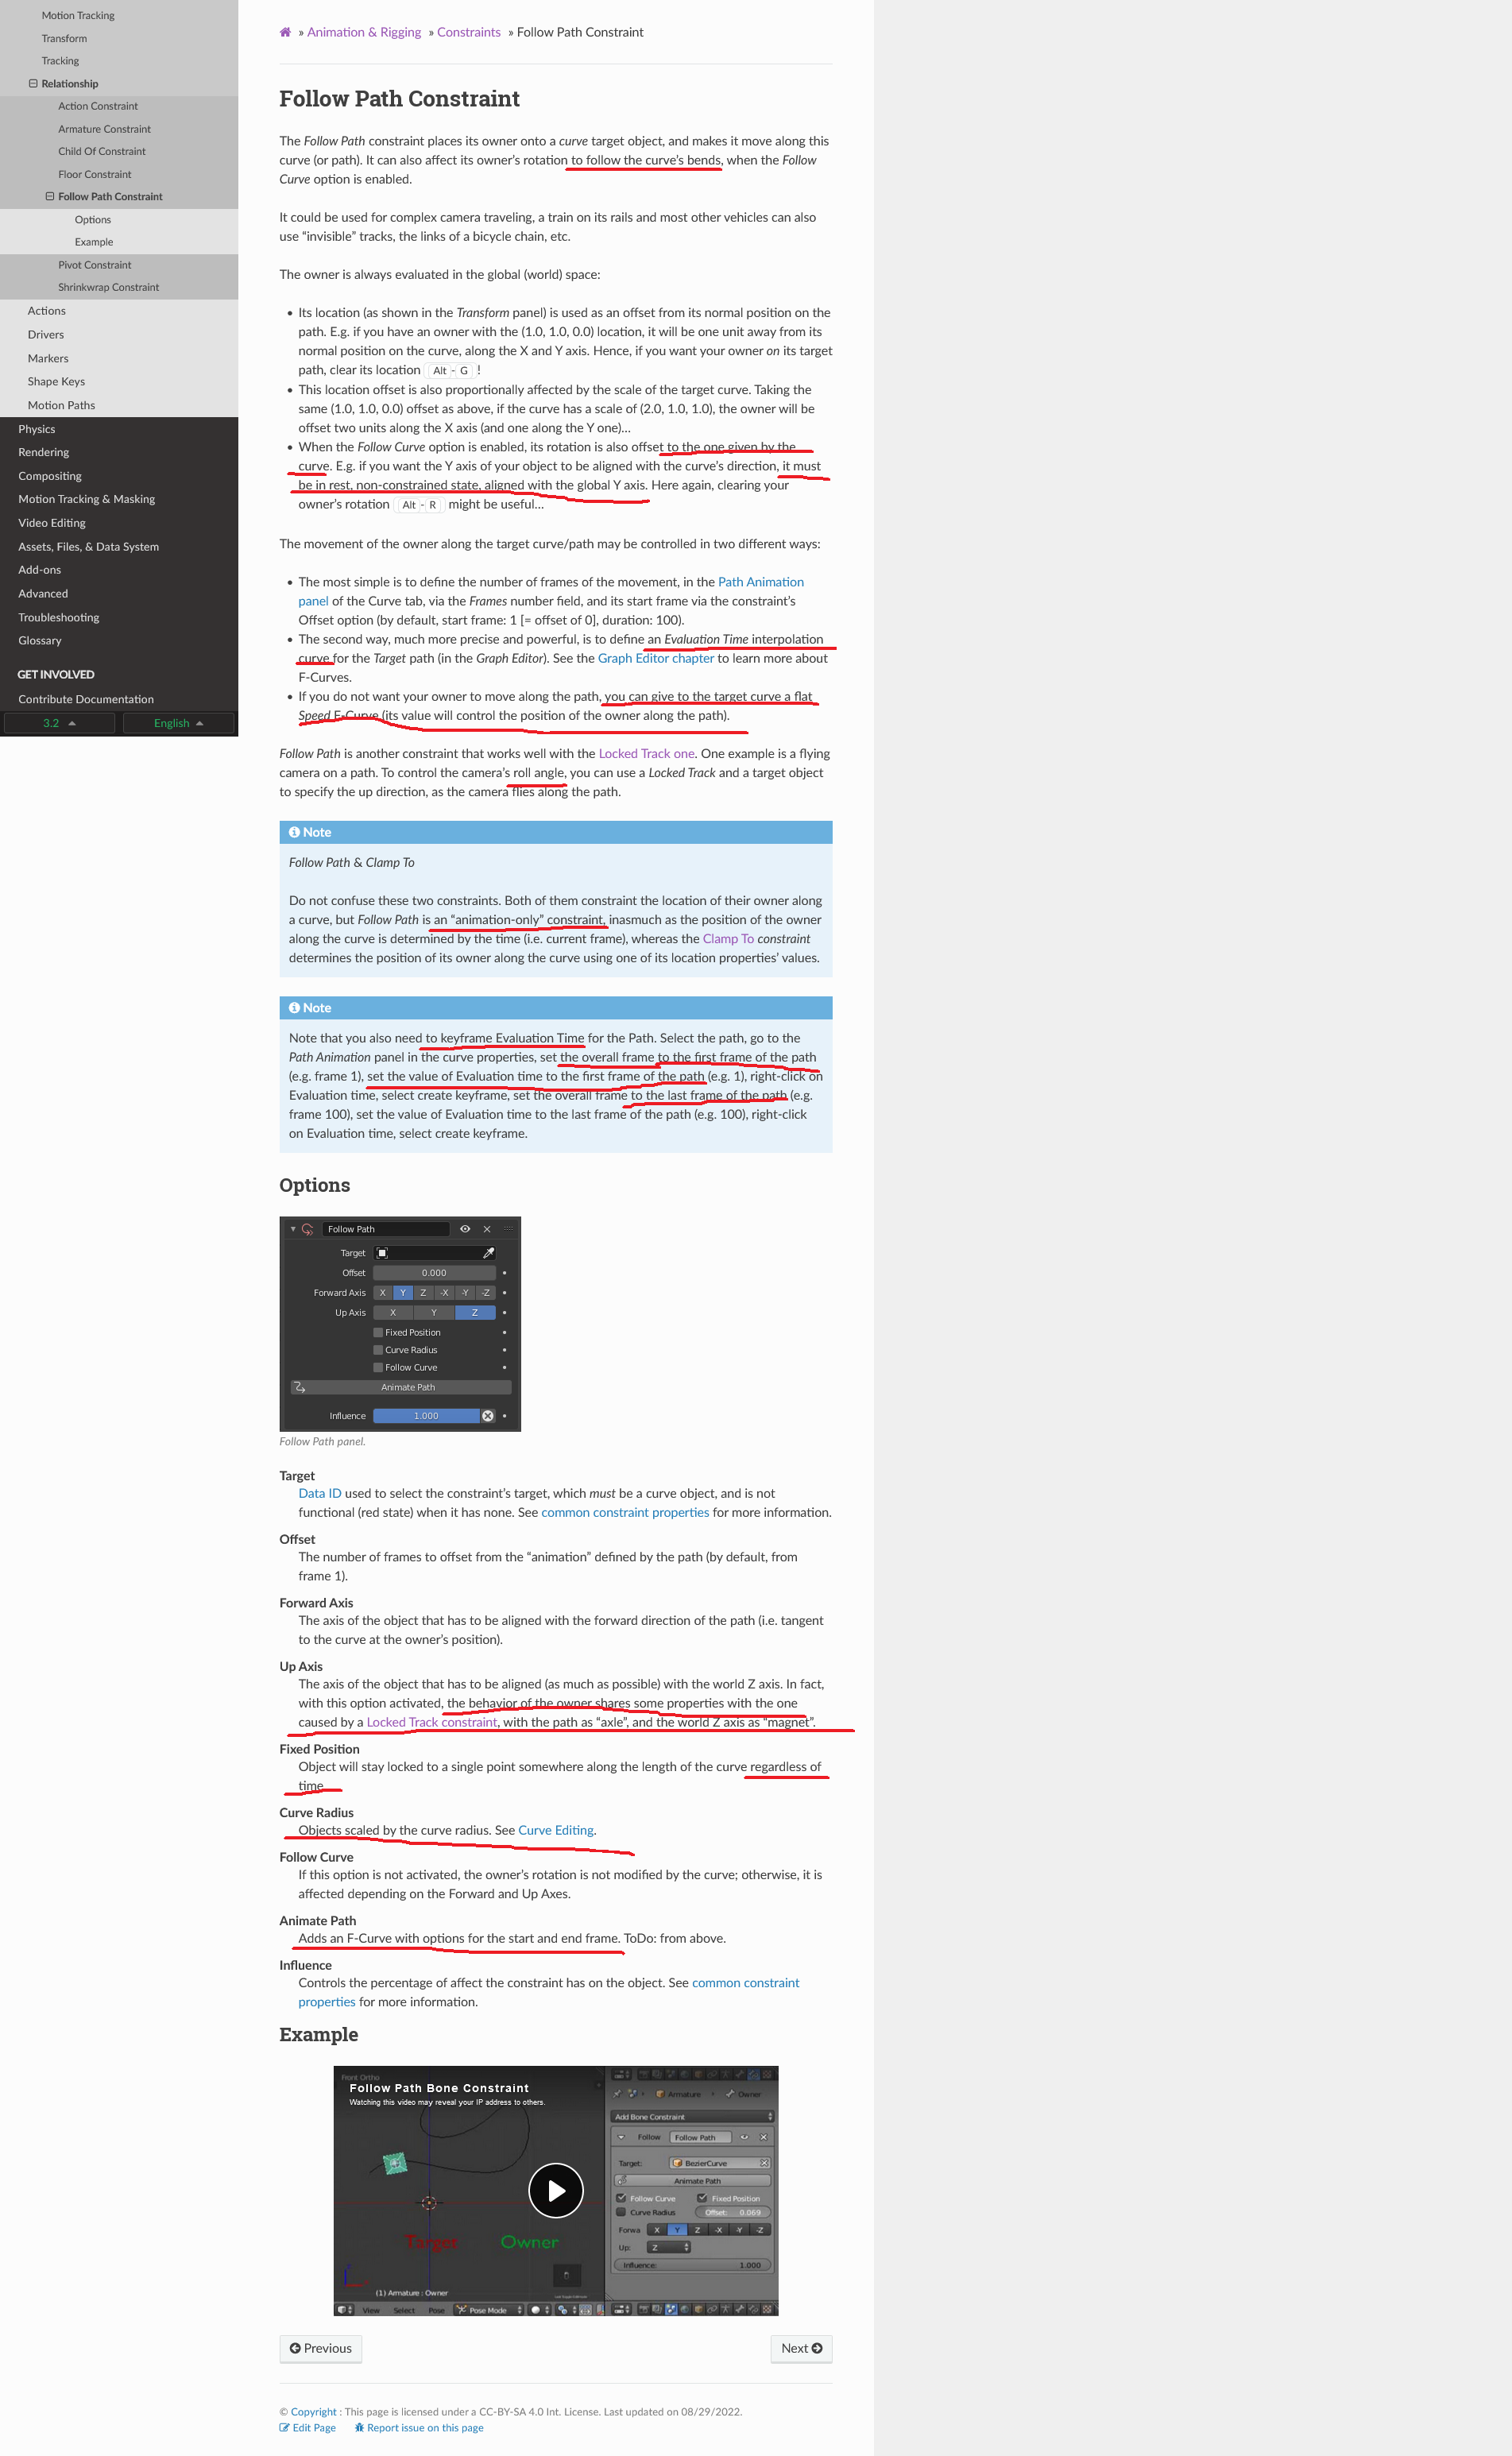 Motion Tracking
Transform
Tracking
Relationship
Action Constraint
Armature Constraint
Child Of Constraint
Floor Constraint
Follow Path Constraint
Options
Example
Pivot Constraint
Shrinkwrap Constraint
Actions
Drivers
Markers
Shape Keys
Motion Paths
Physics
Rendering
Compositing
Motion Tracking & Masking
Video Editing
Assets, Files, & Data System
Add-ons
Advanced
Troubleshooting
Glossary
GET INVOLVED
Contribute Documentation
3.2 English
» Animation & Rigging » Constraints » Follow Path Constraint
Follow Path Constraint
The Follow Path constraint places its owner onto a curve target object, and makes it move along this
curve (or path). It can also affect its owner’s rotation to follow the curve’s bends, when the Follow
Curve option is enabled.
It could be used for complex camera traveling, a train on its rails and most other vehicles can also
use “invisible” tracks, the links of a bicycle chain, etc.
The owner is always evaluated in the global (world) space:
• Its location (as shown in the Transform panel) is used as an offset from its normal position on the
path. E.g. if you have an owner with the (1.0, 1.0, 0.0) location, it will be one unit away from its
normal position on the curve, along the X and Y axis. Hence, if you want your owner on its target
path, clear its location Alt-G !
• This location offset is also proportionally affected by the scale of the target curve. Taking the
same (1.0, 1.0, 0.0) offset as above, if the curve has a scale of (2.0, 1.0, 1.0), the owner will be
offset two units along the X axis (and one along the Y one)…
• When the Follow Curve option is enabled, its rotation is also offset to the one given by the
curve. E.g. if you want the Y axis of your object to be aligned with the curve’s direction, it must
be in rest, non-constrained state, aligned with the global Y axis. Here again, clearing your
owner’s rotation Alt-R might be useful…
The movement of the owner along the target curve/path may be controlled in two different ways:
• The most simple is to define the number of frames of the movement, in the Path Animation
panel of the Curve tab, via the Frames number field, and its start frame via the constraint’s
Offset option (by default, start frame: 1 [= offset of 0], duration: 100).
• The second way, much more precise and powerful, is to define an Evaluation Time interpolation
curve for the Target path (in the Graph Editor). See the Graph Editor chapter to learn more about
F-Curves.
• If you do not want your owner to move along the path, you can give to the target curve a flat
Speed F-Curve (its value will control the position of the owner along the path).
Follow Path is another constraint that works well with the Locked Track one. One example is a flying
camera on a path. To control the camera’s roll angle, you can use a Locked Track and a target object
to specify the up direction, as the camera flies along the path.
Note
Follow Path & Clamp To
Do not confuse these two constraints. Both of them constraint the location of their owner along
a curve, but Follow Path is an “animation-only” constraint, inasmuch as the position of the owner
along the curve is determined by the time (i.e. current frame), whereas the Clamp To constraint
determines the position of its owner along the curve using one of its location properties’ values.
Note
Note that you also need to keyframe Evaluation Time for the Path. Select the path, go to the
Path Animation panel in the curve properties, set the overall frame to the first frame of the path
(e.g. frame 1), set the value of Evaluation time to the first frame of the path (e.g. 1), right-click on
Evaluation time, select create keyframe, set the overall frame to the last frame of the path (e.g.
frame 100), set the value of Evaluation time to the last frame of the path (e.g. 100), right-click
on Evaluation time, select create keyframe.
Options
Follow Path
Target
Offset 0.000
Forward Axis X Y Z -X -Y -Z
Up Axis X Y Z
Fixed Position
Curve Radius
Follow Curve
Animate Path
Influence 1.000
Follow Path panel.
Target
Data ID used to select the constraint’s target, which must be a curve object, and is not
functional (red state) when it has none. See common constraint properties for more information.
Offset
The number of frames to offset from the “animation” defined by the path (by default, from
frame 1).
Forward Axis
The axis of the object that has to be aligned with the forward direction of the path (i.e. tangent
to the curve at the owner’s position).
Up Axis
The axis of the object that has to be aligned (as much as possible) with the world Z axis. In fact,
with this option activated, the behavior of the owner shares some properties with the one
caused by a Locked Track constraint, with the path as “axle”, and the world Z axis as “magnet”.
Fixed Position
Object will stay locked to a single point somewhere along the length of the curve regardless of
time
Curve Radius
Objects scaled by the curve radius. See Curve Editing.
Follow Curve
If this option is not activated, the owner’s rotation is not modified by the curve; otherwise, it is
affected depending on the Forward and Up Axes.
Animate Path
Adds an F-Curve with options for the start and end frame. ToDo: from above.
Influence
Controls the percentage of affect the constraint has on the object. See common constraint
properties for more information.
Example
Front Ortho
Follow Path Bone Constraint
Watching this video may reveal your IP address to others.
Target Owner
(1) Armature : Owner
View Select Pose Pose Mode
Armature Owner
Add Bone Constraint
Follow Follow Path
Target: BezierCurve
Animate Path
Follow Curve Fixed Position
Curve Radius Offset: 0.069
Forwa X Y Z -X -Y -Z
Up: Z
Influence: 1.000
Previous Next
© Copyright : This page is licensed under a CC-BY-SA 4.0 Int. License. Last updated on 08/29/2022.
Edit Page Report issue on this page